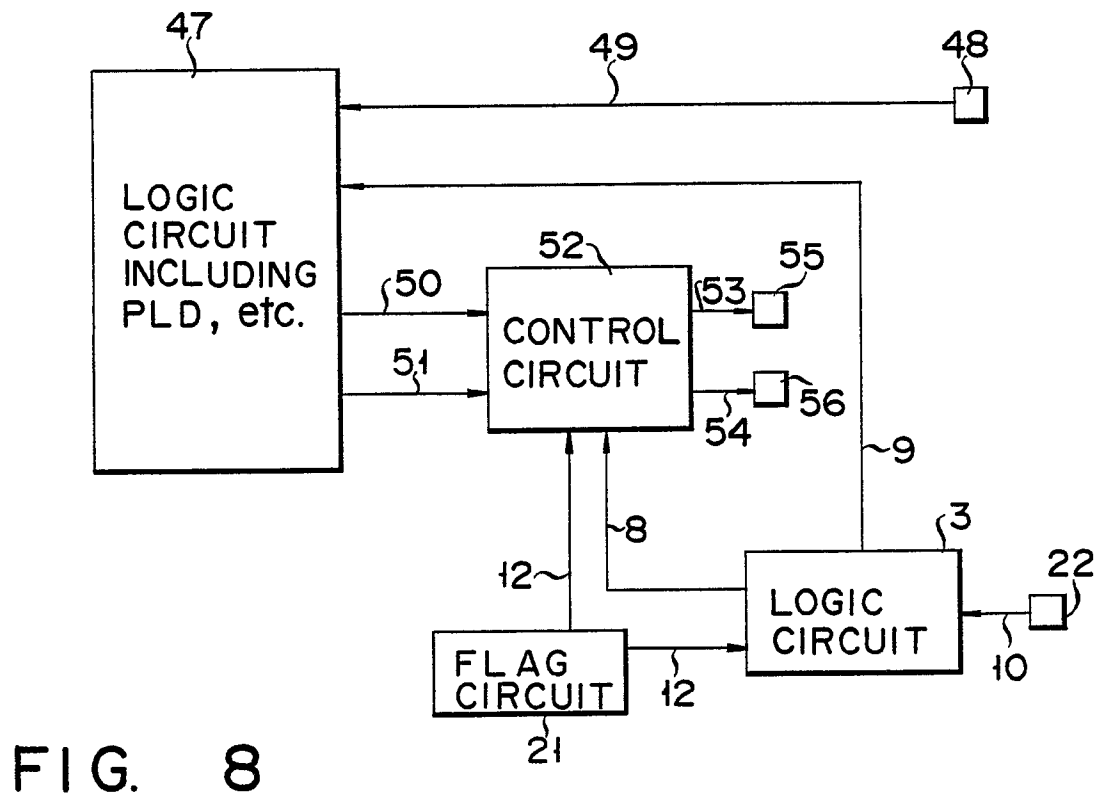 47
49
48
LOGIC
CIRCUIT
INCLUDING
PLD, etc.
50
51
52
CONTROL
CIRCUIT
53
55
54
56
9
8
12
3
LOGIC
CIRCUIT
22
10
FLAG
CIRCUIT
12
21
FIG. 8